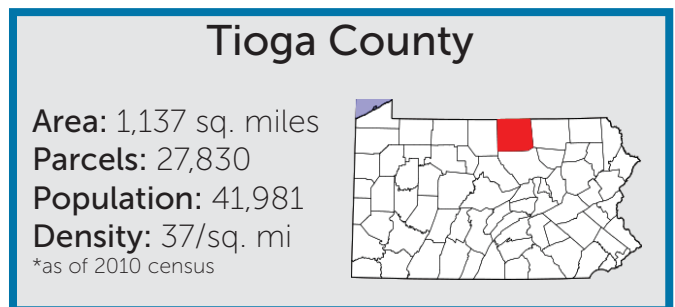 Tioga County
Area: 1,137 sq. miles
Parcels: 27,830
Population: 41,981
Density: 37/sq. mi
*as of 2010 census